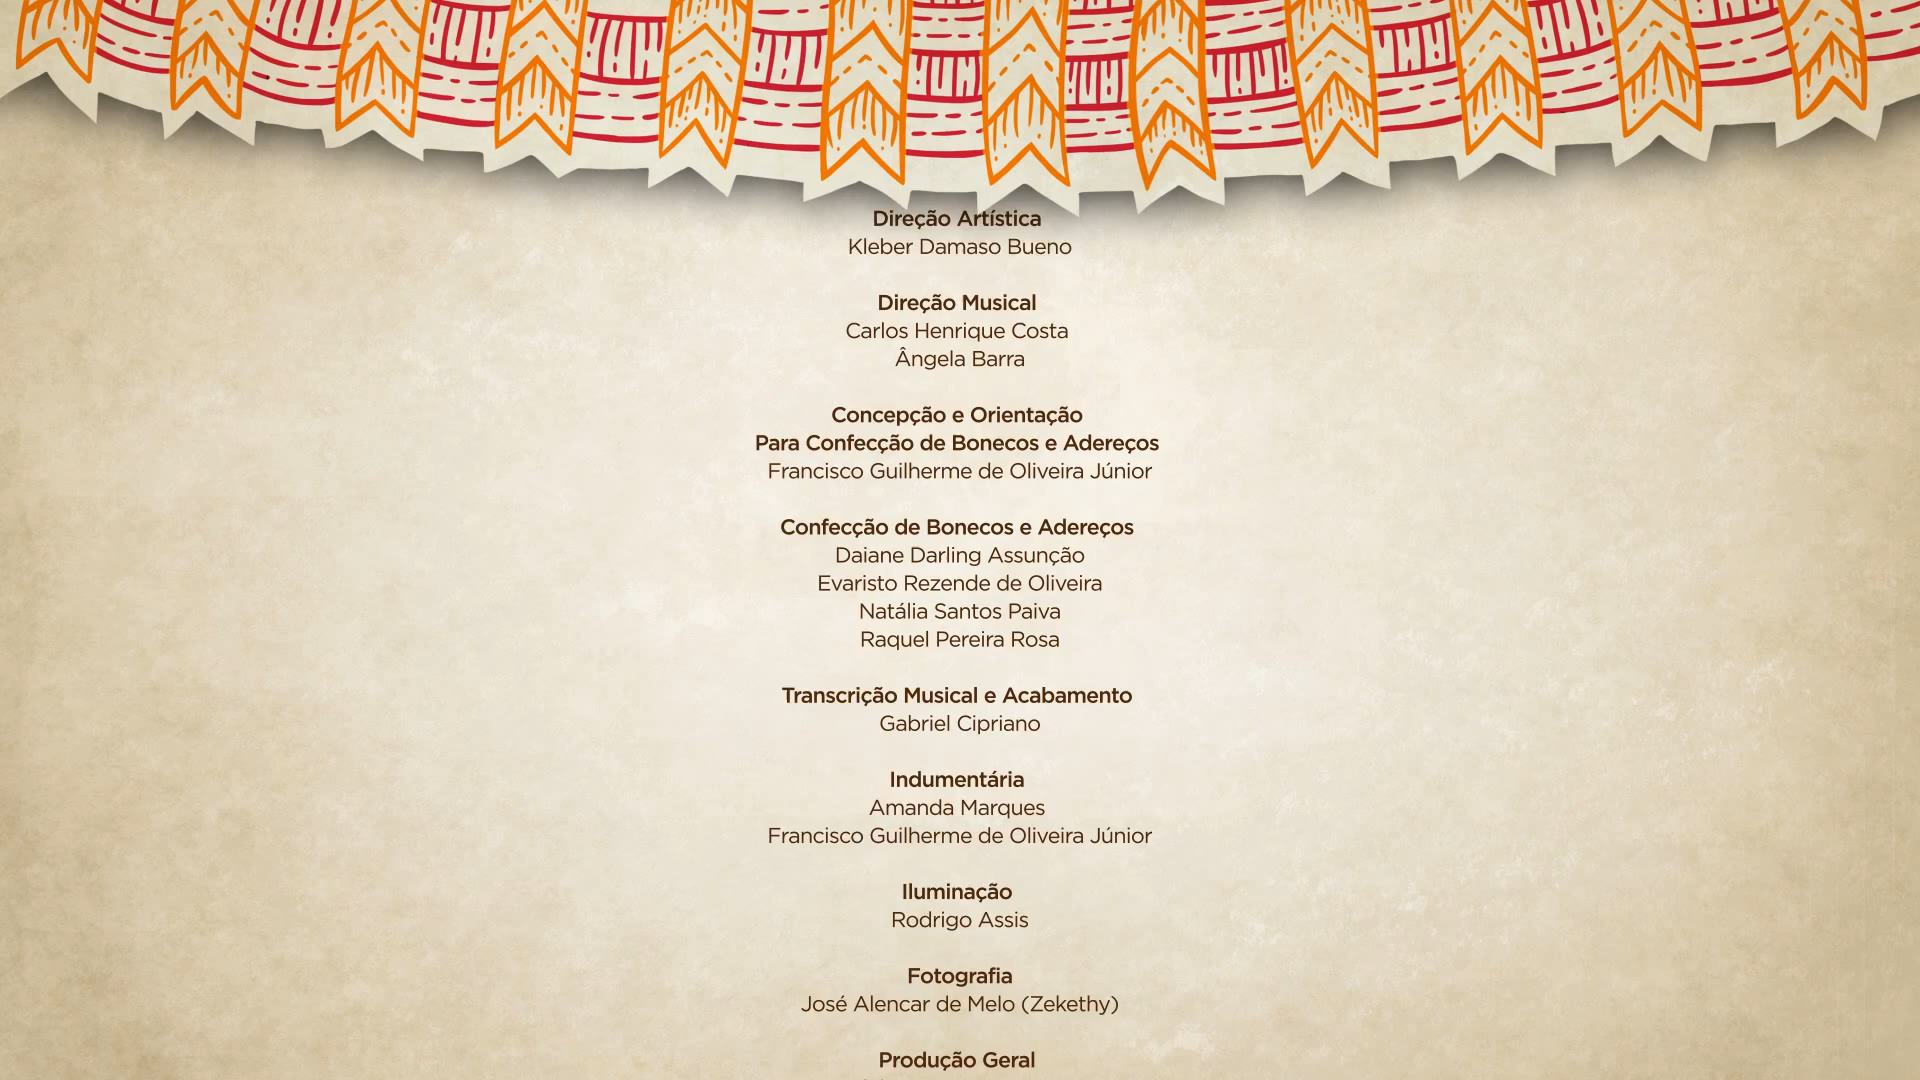 Direção Artística
Kleber Damaso Bueno
Direção Musical
Carlos Henrique Costa
Ângela Barra
Concepção e Orientação
Para Confecção de Bonecos e Adereços
Francisco Guilherme de Oliveira Júnior
Confecção de Bonecos e Adereços
Daiane Darling Assunção
Evaristo Rezende de Oliveira
Natália Santos Paiva
Raquel Pereira Rosa
Transcrição Musical e Acabamento
Gabriel Cipriano
Indumentária
Amanda Marques
Francisco Guilherme de Oliveira Júnior
Iluminação
Rodrigo Assis
Fotografia
José Alencar de Melo (Zekethy)
Produção Geral